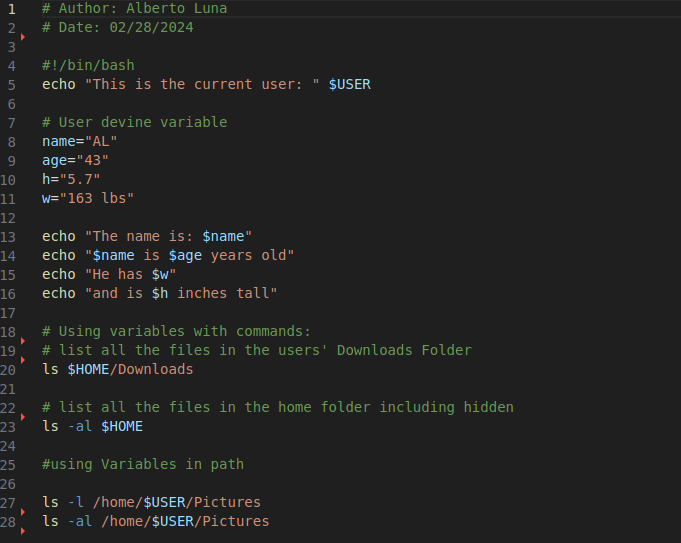 1 # Author: Alberto Luna
2 # Date: 02/28/2024
3
4 #!/bin/bash
5 echo "This is the current user: " $USER
6
7 # User devine variable
8 name="AL"
9 age="43"
10 h="5.7"
11 w="163 lbs"
12
13 echo "The name is: $name"
14 echo "$name is $age years old"
15 echo "He has $w"
16 echo "and is $h inches tall"
17
18 # Using variables with commands:
19 # list all the files in the users' Downloads Folder
20 ls $HOME/Downloads
21
22 # list all the files in the home folder including hidden
23 ls -al $HOME
24
25 #using Variables in path
26
27 ls -l /home/$USER/Pictures
28 ls -al /home/$USER/Pictures